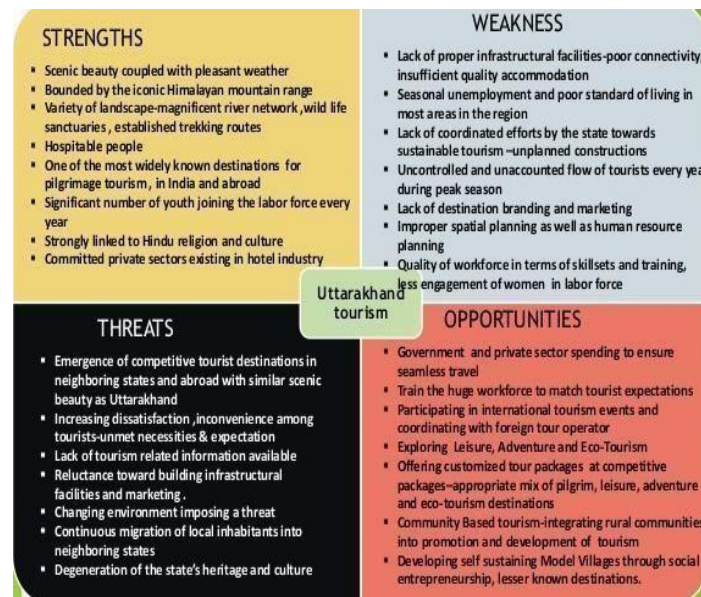 STRENGTHS
▪ Scenic beauty coupled with pleasant weather
▪ Bounded by the iconic Himalayan mountain range
▪ Variety of landscape-magnificent river network ,wild life
sanctuaries , established trekking routes
▪ Hospitable people
▪ One of the most widely known destinations for
pilgrimage tourism , in India and abroad
▪ Significant number of youth joining the labor force every
year
▪ Strongly linked to Hindu religion and culture
▪ Committed private sectors existing in hotel industry
WEAKNESS
▪ Lack of proper infrastructural facilities-poor connectivity,
insufficient quality accommodation
▪ Seasonal unemployment and poor standard of living in
most areas in the region
▪ Lack of coordinated efforts by the state towards
sustainable tourism –unplanned constructions
▪ Uncontrolled and unaccounted flow of tourists every yea
during peak season
▪ Lack of destination branding and marketing
▪ Improper spatial planning as well as human resource
planning
▪ Quality of workforce in terms of skillsets and training,
less engagement of women in labor force
Uttarakhand
tourism
THREATS
▪ Emergence of competitive tourist destinations in
neighboring states and abroad with similar scenic
beauty as Uttarakhand
▪ Increasing dissatisfaction ,inconvenience among
tourists-unmet necessities & expectation
▪ Lack of tourism related information available
▪ Reluctance toward building infrastructural
facilities and marketing .
▪ Changing environment imposing a threat
▪ Continuous migration of local inhabitants into
neighboring states
▪ Degeneration of the state's heritage and culture
OPPORTUNITIES
▪ Government and private sector spending to ensure
seamless travel
▪ Train the huge workforce to match tourist expectations
▪ Participating in international tourism events and
coordinating with foreign tour operator
▪ Exploring Leisure, Adventure and Eco-Tourism
▪ Offering customized tour packages at competitive
packages–appropriate mix of pilgrim, leisure, adventure
and eco-tourism destinations
▪ Community Based tourism-integrating rural communities
into promotion and development of tourism
▪ Developing self sustaining Model Villages through social
entrepreneurship, lesser known destinations.